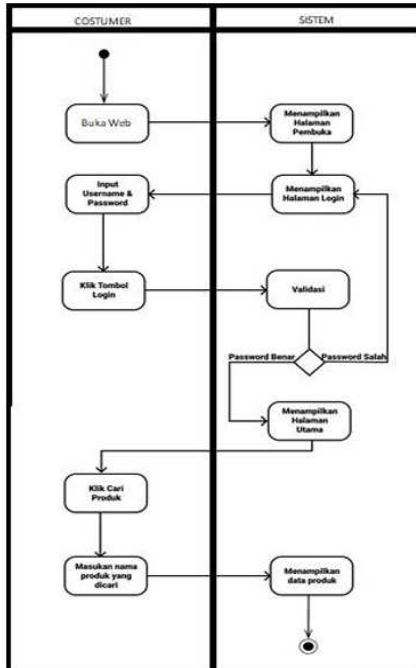 COSTUMER
SISTEM
Buka Web
Menampilkan
Halaman
Pembuka
Input
Username &
Password
Menampilkan
Halaman Login
Klik Tombol
Login
Validasi
Password Benar
Password Salah
Menampilkan
Halaman
Utama
Klik Cari
Produk
Masukan nama
produk yang
dicari
Menampilkan
data produk